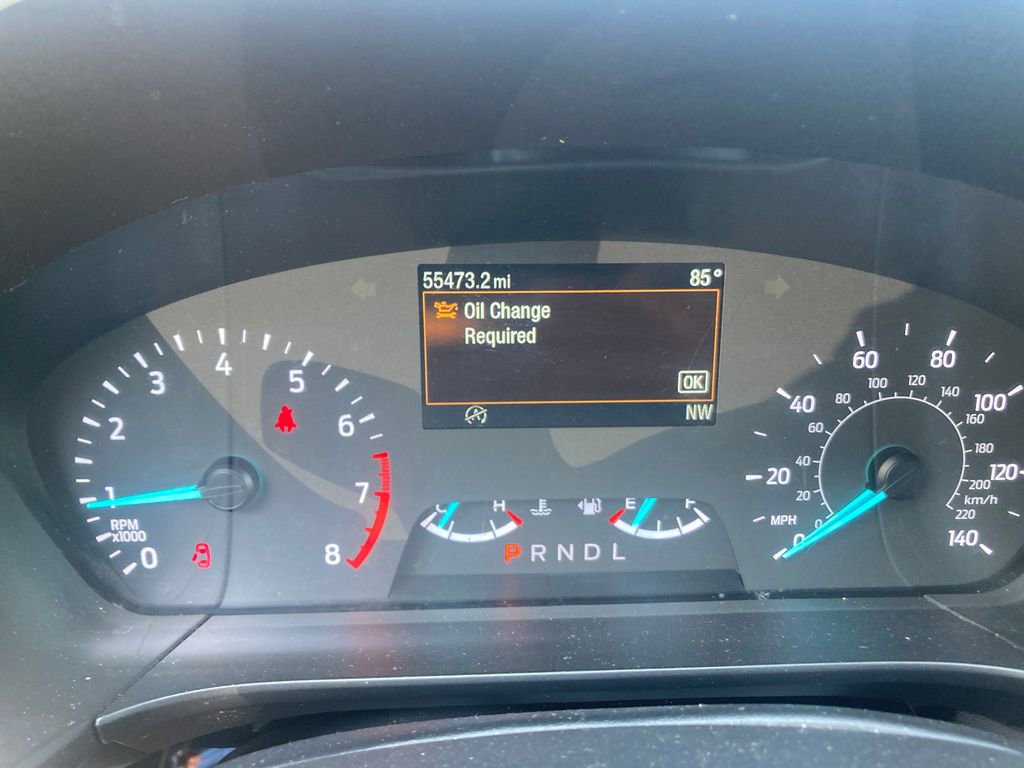 55473.2 mi 85°
Oil Change
Required
OK
NW
0 1 2 3 4 5 6 7 8
RPM
x1000
H E F
P R N D L
0 20 40 60 80 100 120 140
MPH
0 20 40 60 80 100 120 140 160 180 200 220
km/h